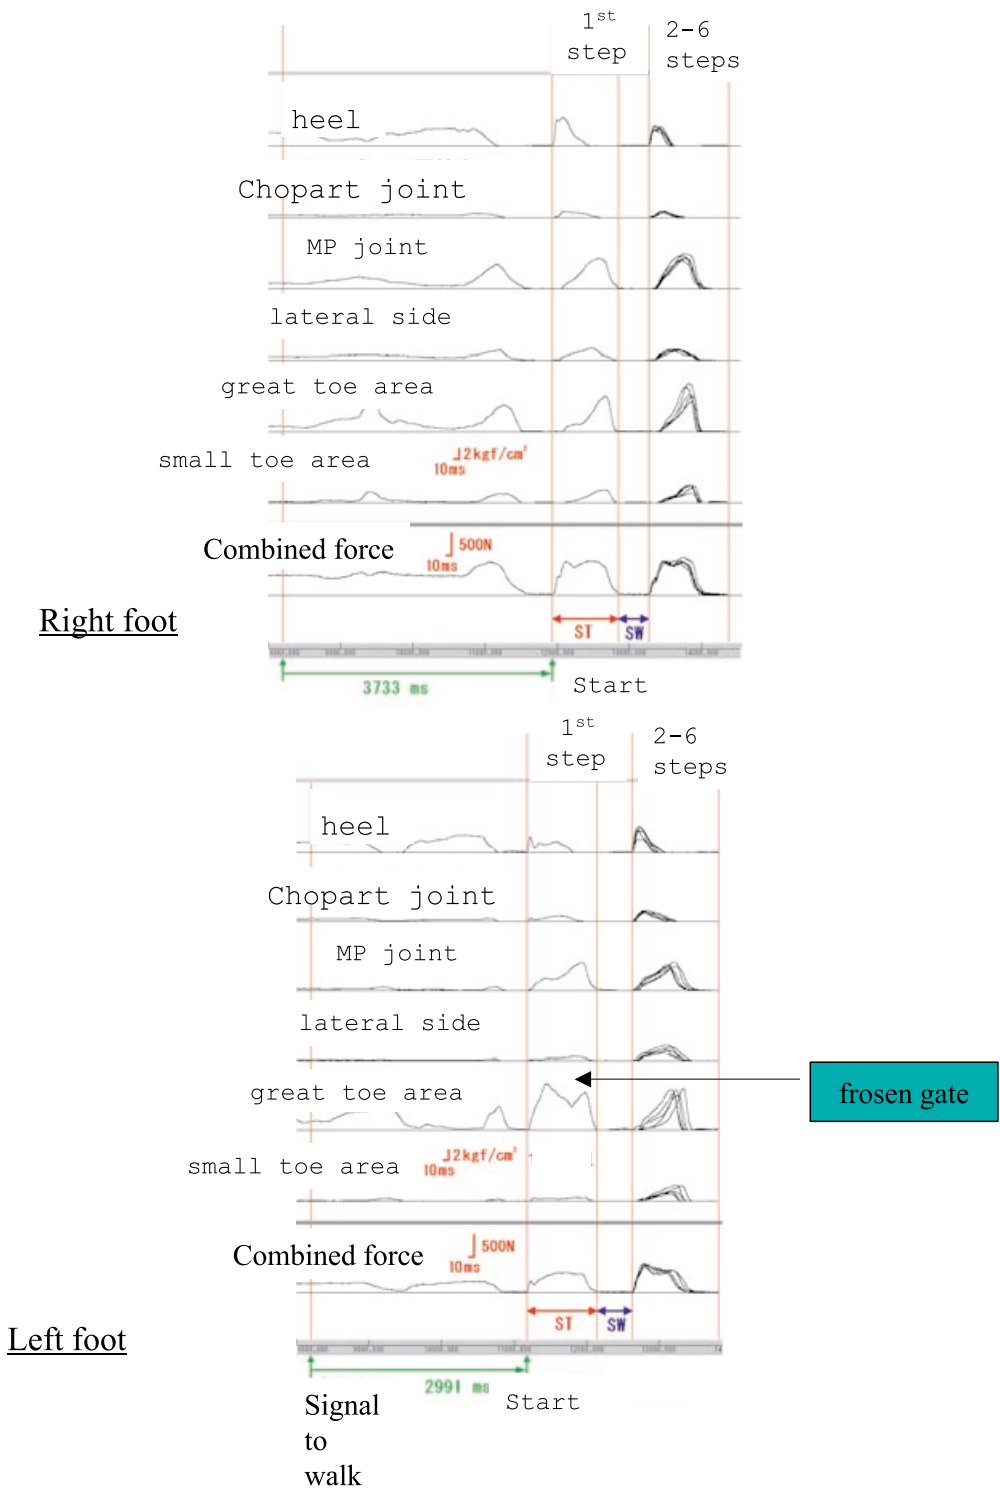 1st
step
2-6
steps
heel
Chopart joint
MP joint
lateral side
great toe area
small toe area
2kgf/cm²
10ms
Combined force
500N
10ms
Right foot
ST
SW
3733 ms
Start
1st
step
2-6
steps
heel
Chopart joint
MP joint
lateral side
great toe area
frosen gate
small toe area
2kgf/cm²
10ms
Combined force
500N
10ms
ST
SW
Left foot
2991 ms
Start
Signal
to
walk